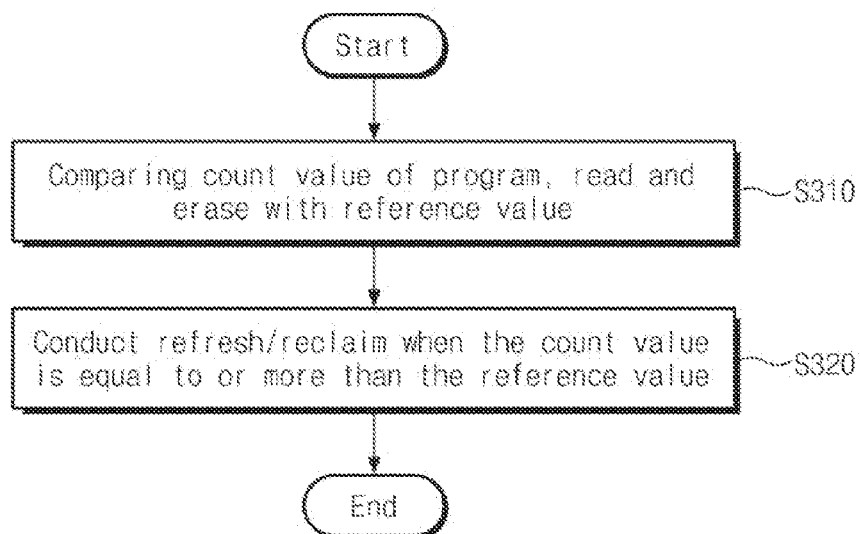 Start
Comparing count value of program, read and
erase with reference value
S310
Conduct refresh/reclaim when the count value
is equal to or more than the reference value
S320
End